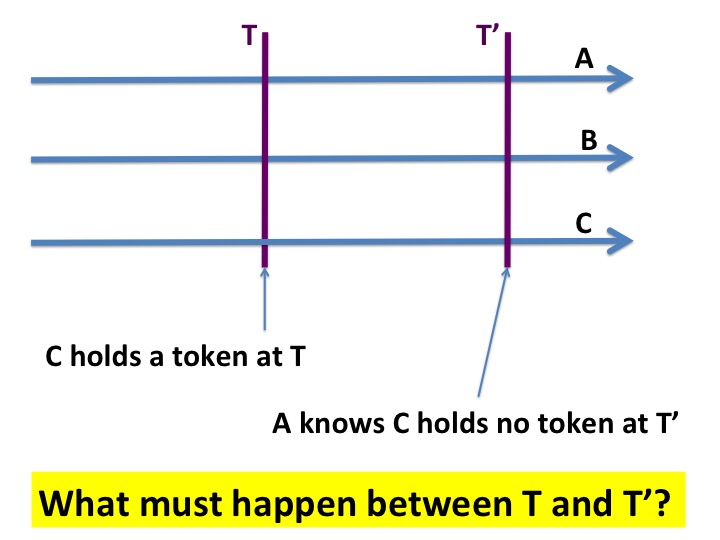 T
T’
A
B
C
C holds a token at T
A knows C holds no token at T’
What must happen between T and T’?